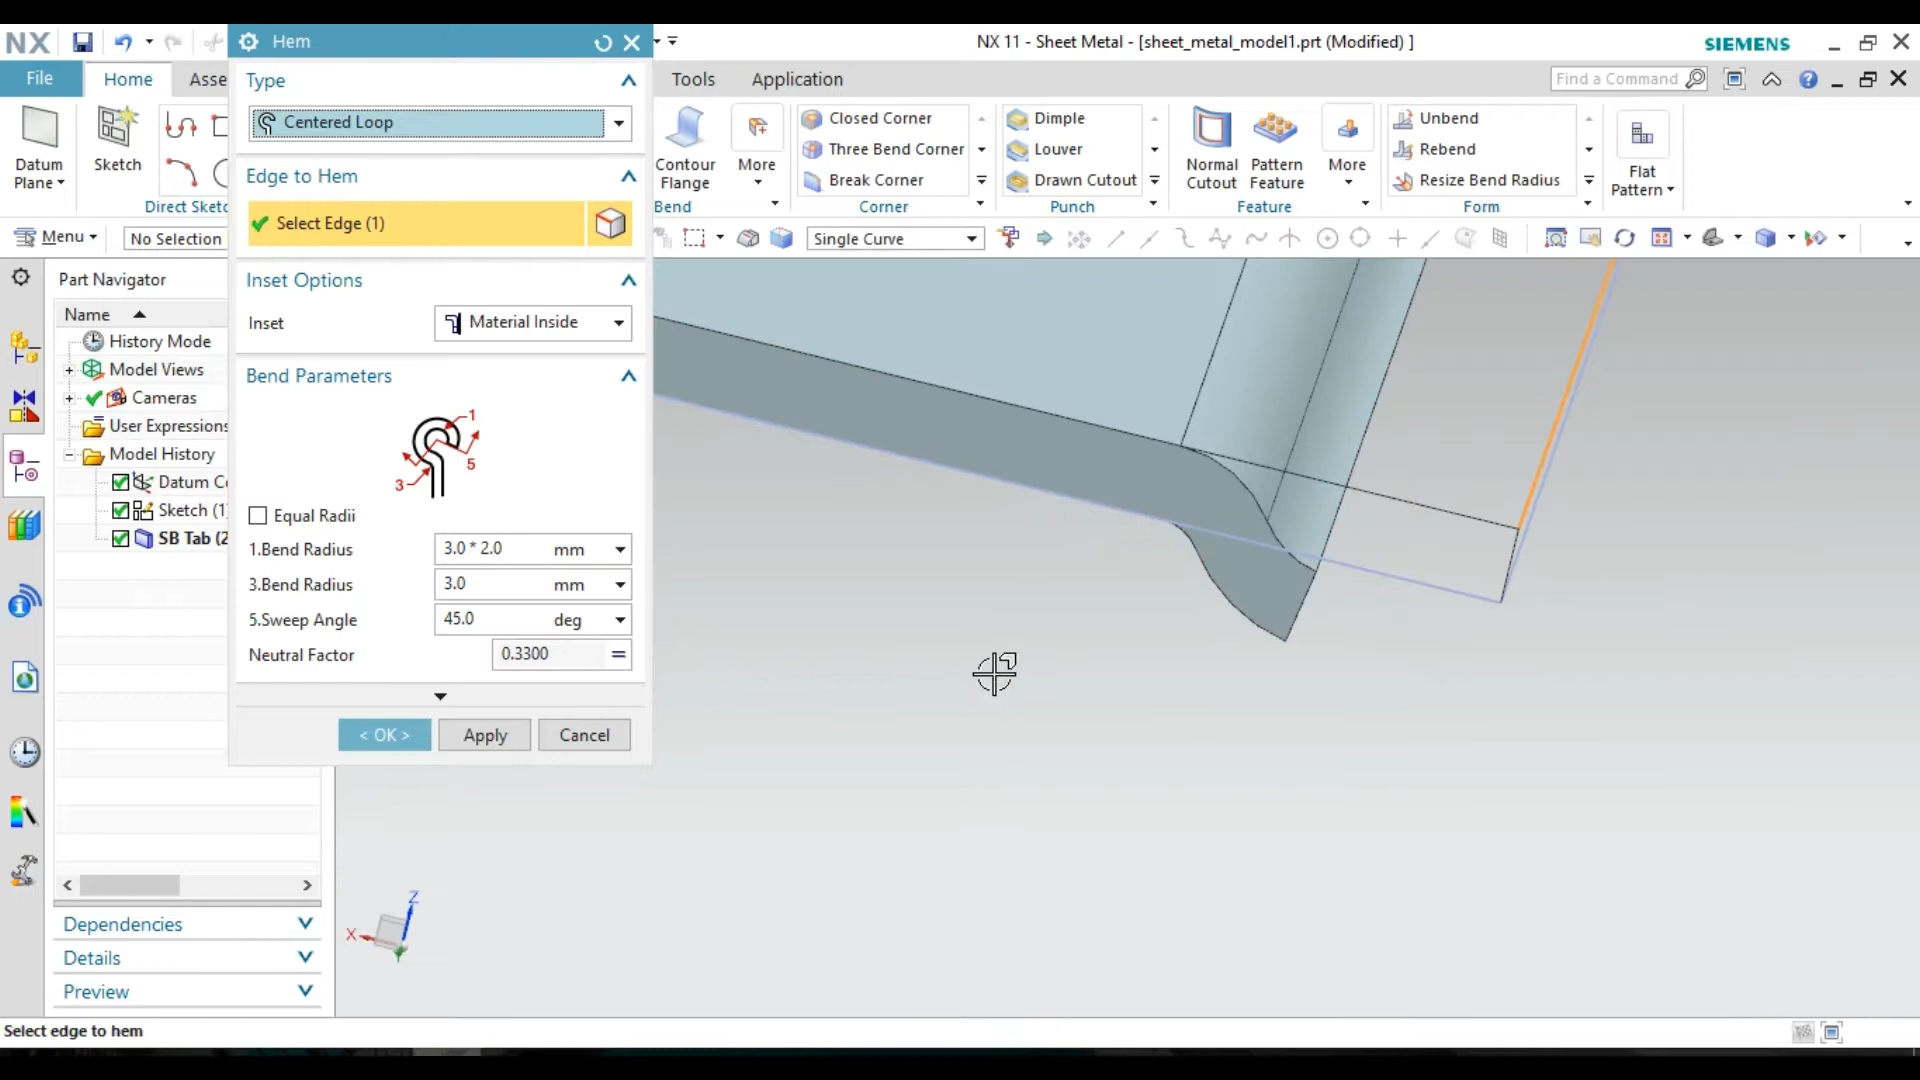 NX
Hem
NX 11 - Sheet Metal - [sheet_metal_model1.prt (Modified) ]
SIEMENS
File
Home
Asse
Tools
Application
Find a Command
Type
Centered Loop
Edge to Hem
Select Edge (1)
Inset Options
Inset
Material Inside
Bend Parameters
1
5
3
Equal Radii
1.Bend Radius
3.0 * 2.0 mm
3.Bend Radius
3.0 mm
5.Sweep Angle
45.0 deg
Neutral Factor
0.3300
< OK >
Apply
Cancel
Datum
Plane
Sketch
Direct Sketc
Contour
Flange
More
Bend
Closed Corner
Three Bend Corner
Break Corner
Corner
Dimple
Louver
Drawn Cutout
Punch
Normal
Cutout
Pattern
Feature
More
Feature
Unbend
Rebend
Resize Bend Radius
Form
Flat
Pattern
Menu
No Selection
Single Curve
Part Navigator
Name
History Mode
Model Views
Cameras
User Expressions
Model History
Datum C
Sketch (1)
SB Tab (2
Dependencies
Details
Preview
X
Z
Select edge to hem